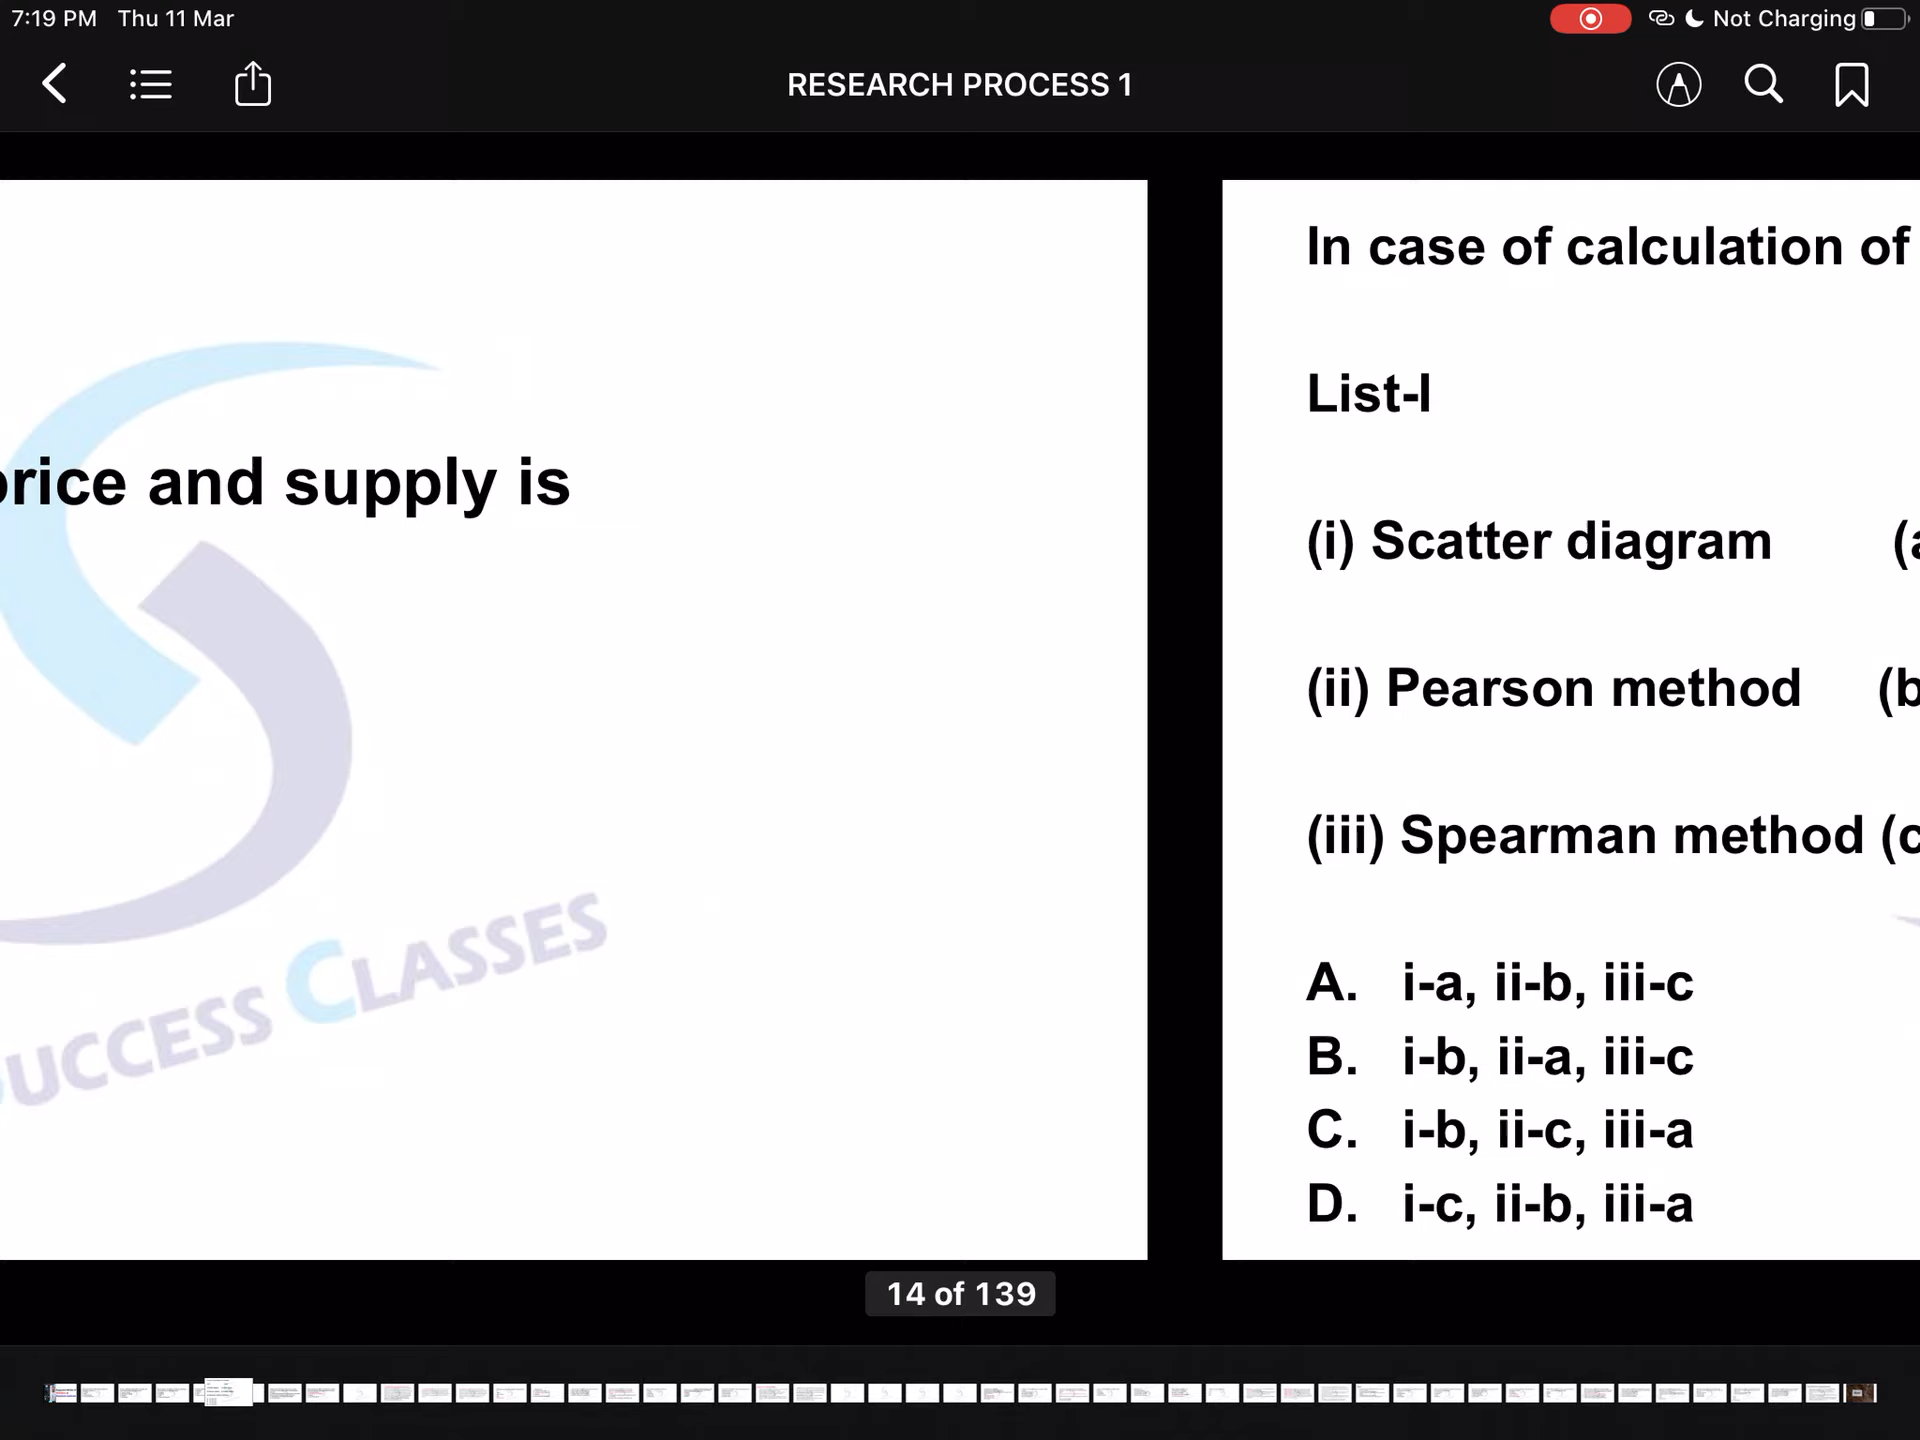 7:19 PM Thu 11 Mar
Not Charging
RESEARCH PROCESS 1
price and supply is
SUCCESS CLASSES
In case of calculation of
List-I
(i) Scatter diagram (a
(ii) Pearson method (b
(iii) Spearman method (c
A. i-a, ii-b, iii-c
B. i-b, ii-a, iii-c
C. i-b, ii-c, iii-a
D. i-c, ii-b, iii-a
14 of 139